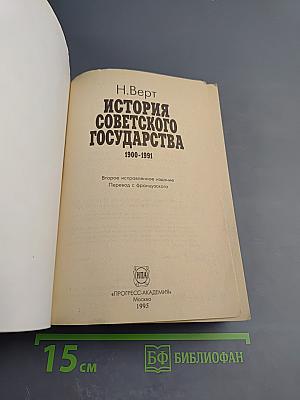 Н.Верт
ИСТОРИЯ
СОВЕТСКОГО
ГОСУДАРСТВА
1900-1991
Второе исправленное издание
Перевод с французского
ИПА
«ПРОГРЕСС-АКАДЕМИЯ»
Москва
1995
15 см
БФ БИБЛИОФАН